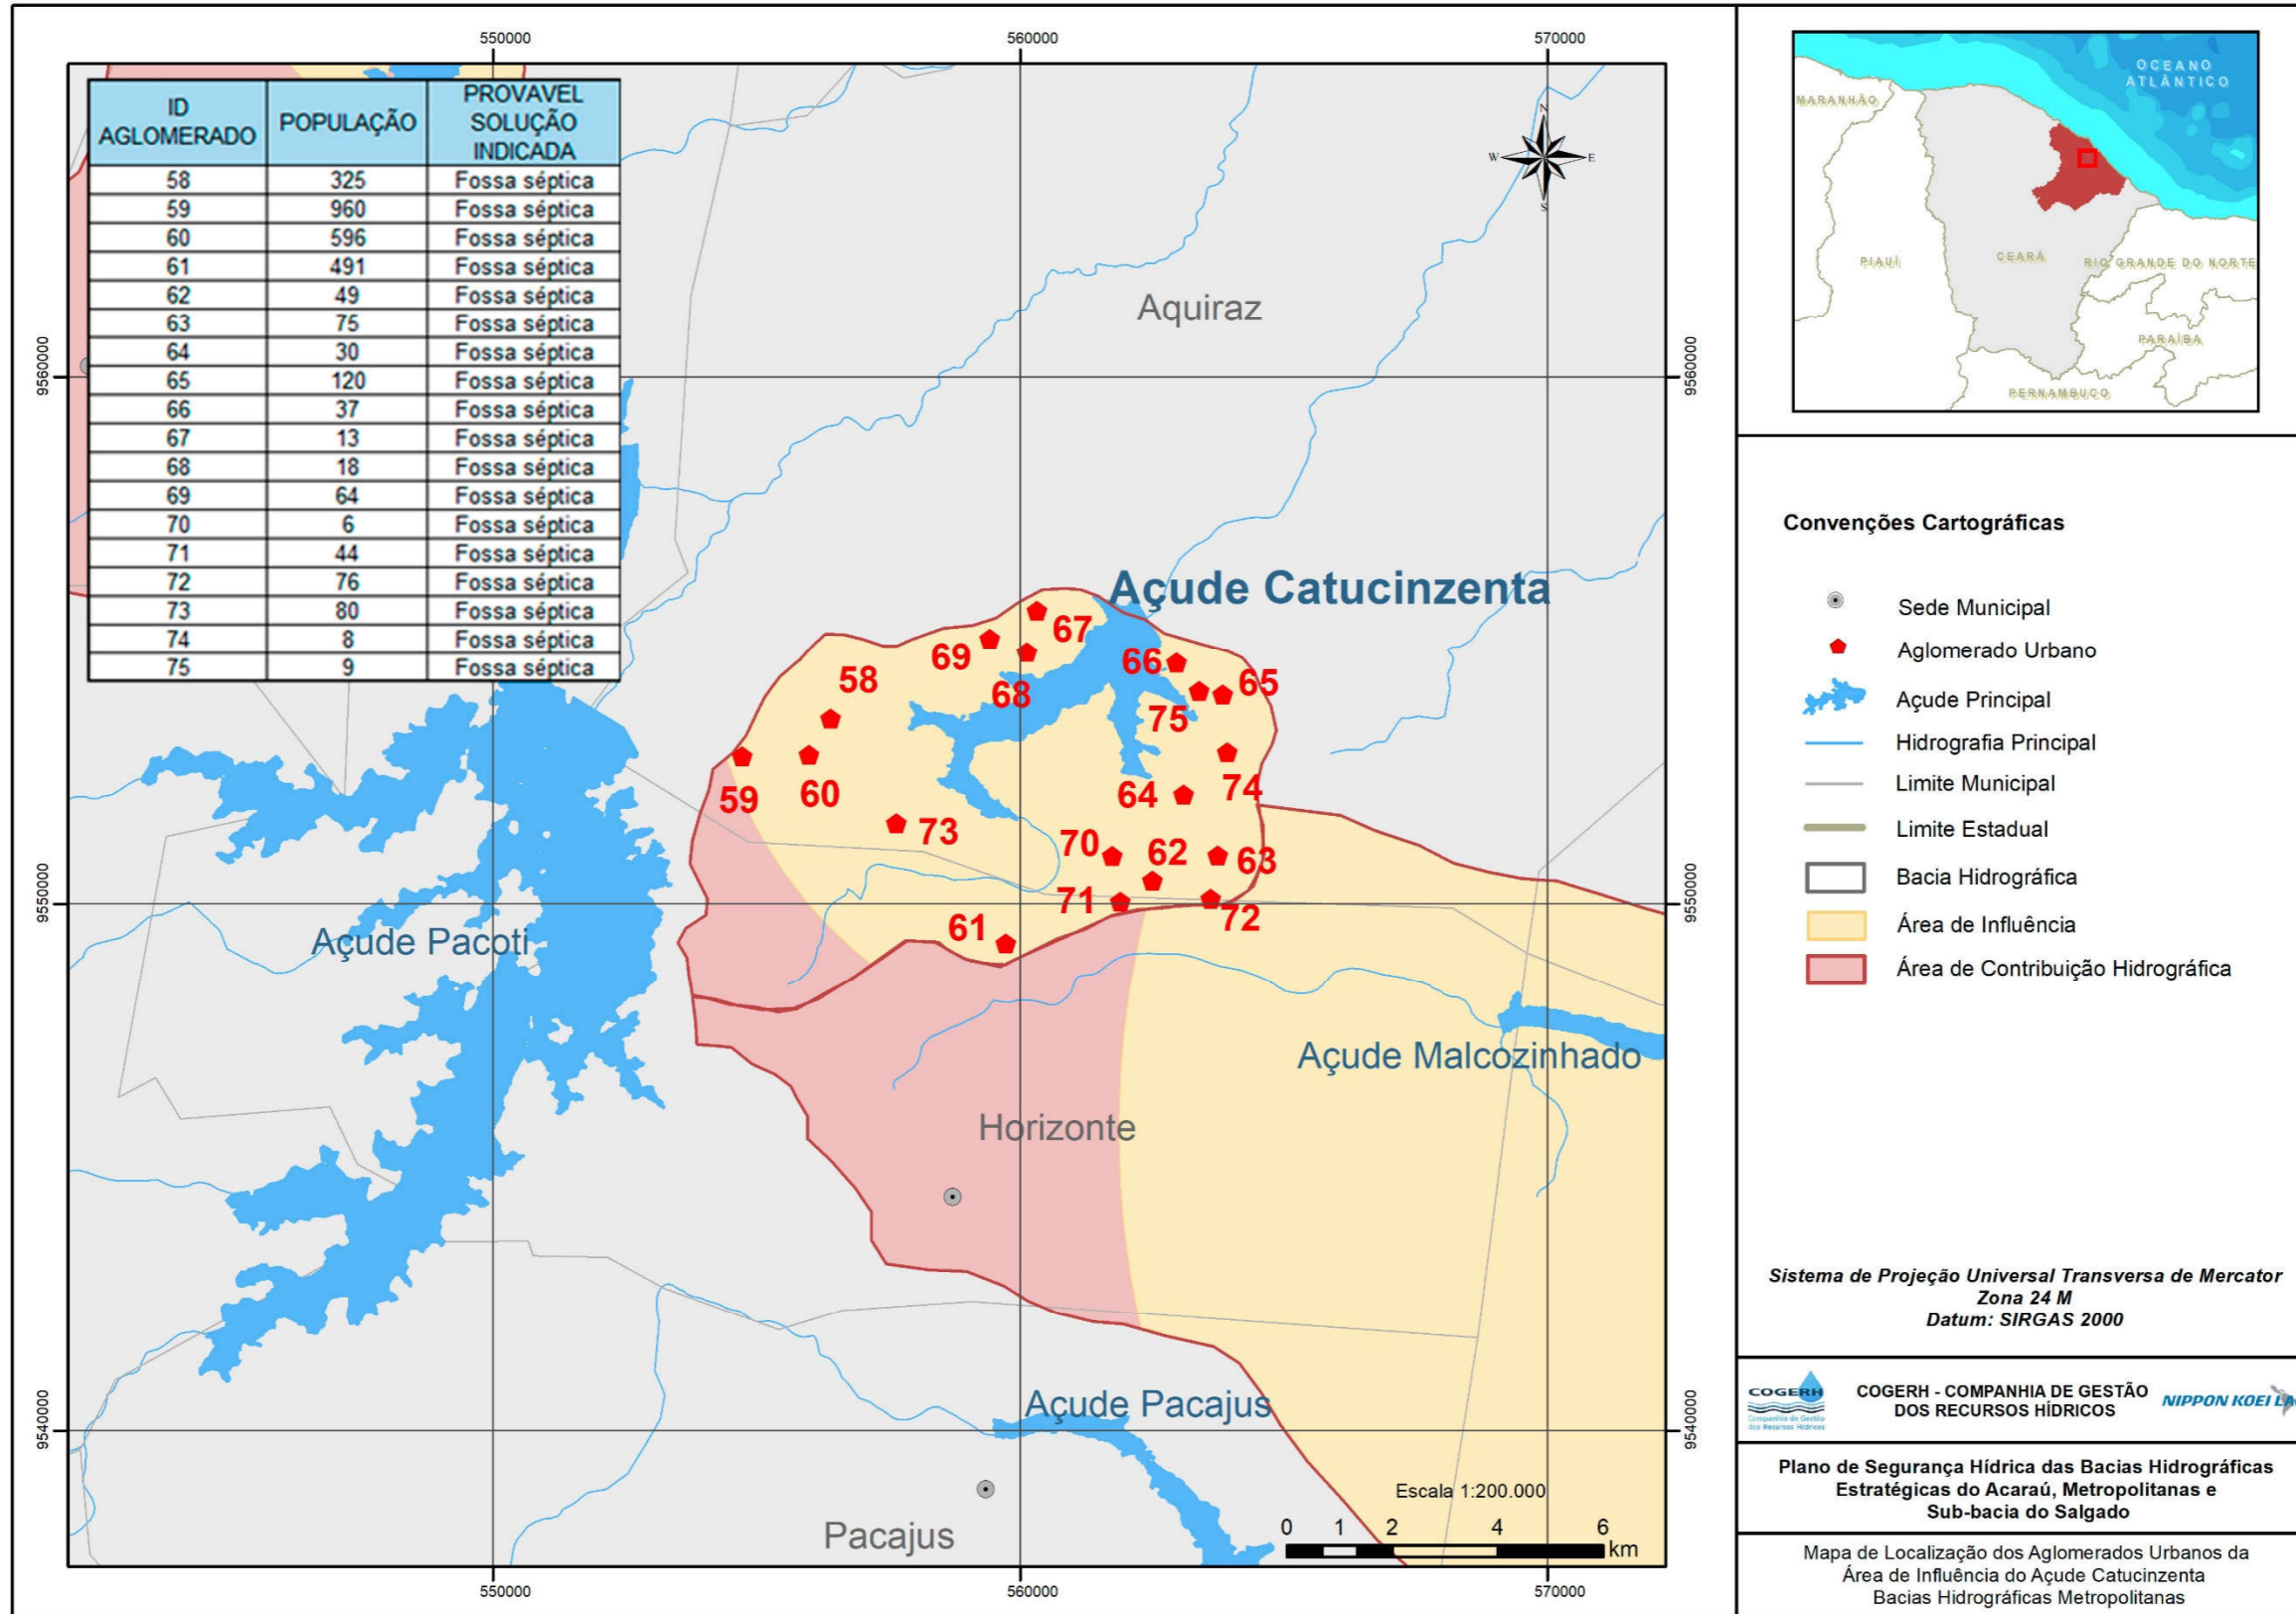 550000 560000 570000
ID AGLOMERADO POPULAÇÃO PROVAVEL SOLUÇÃO INDICADA
58 325 Fossa séptica
59 960 Fossa séptica
60 596 Fossa séptica
61 491 Fossa séptica
62 49 Fossa séptica
63 75 Fossa séptica
64 30 Fossa séptica
65 120 Fossa séptica
66 37 Fossa séptica
67 13 Fossa séptica
68 18 Fossa séptica
69 64 Fossa séptica
70 6 Fossa séptica
71 44 Fossa séptica
72 76 Fossa séptica
73 80 Fossa séptica
74 8 Fossa séptica
75 9 Fossa séptica
N
W E
S
Aquiraz
9560000 9560000
Açude Catucinzenta
67
69
66
58
68
65
75
59
60
64
74
73
70
62
63
71
72
61
9550000 9550000
Açude Pacoti
Açude Malcozinhado
Horizonte
Açude Pacajus
9540000 9540000
Pacajus
Escala 1:200.000
0 1 2 4 6
km
550000 560000 570000
OCEANO
ATLÂNTICO
MARANHÃO
PIAUÍ
CEARÁ
RIO GRANDE DO NORTE
PARAÍBA
PERNAMBUCO
Convenções Cartográficas
Sede Municipal
Aglomerado Urbano
Açude Principal
Hidrografia Principal
Limite Municipal
Limite Estadual
Bacia Hidrográfica
Área de Influência
Área de Contribuição Hidrográfica
Sistema de Projeção Universal Transversa de Mercator
Zona 24 M
Datum: SIRGAS 2000
COGERH
Companhia de Gestão
dos Recursos Hídricos
COGERH - COMPANHIA DE GESTÃO
DOS RECURSOS HÍDRICOS
NIPPON KOEI LAC
Plano de Segurança Hídrica das Bacias Hidrográficas
Estratégicas do Acaraú, Metropolitanas e
Sub-bacia do Salgado
Mapa de Localização dos Aglomerados Urbanos da
Área de Influência do Açude Catucinzenta
Bacias Hidrográficas Metropolitanas